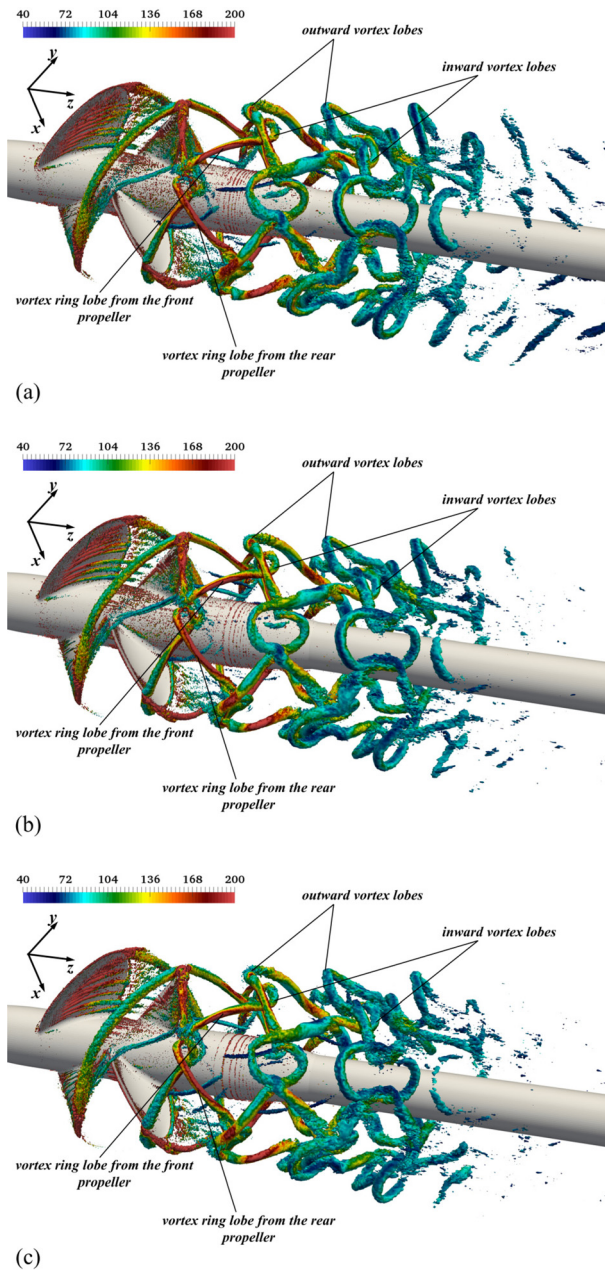 40 72 104 136 168 200
outward vortex lobes
inward vortex lobes
y
z
x
vortex ring lobe from the front
propeller
vortex ring lobe from the rear
propeller
(a)
40 72 104 136 168 200
outward vortex lobes
inward vortex lobes
y
z
x
vortex ring lobe from the front
propeller
vortex ring lobe from the rear
propeller
(b)
40 72 104 136 168 200
outward vortex lobes
inward vortex lobes
y
z
x
vortex ring lobe from the front
propeller
vortex ring lobe from the rear
propeller
(c)